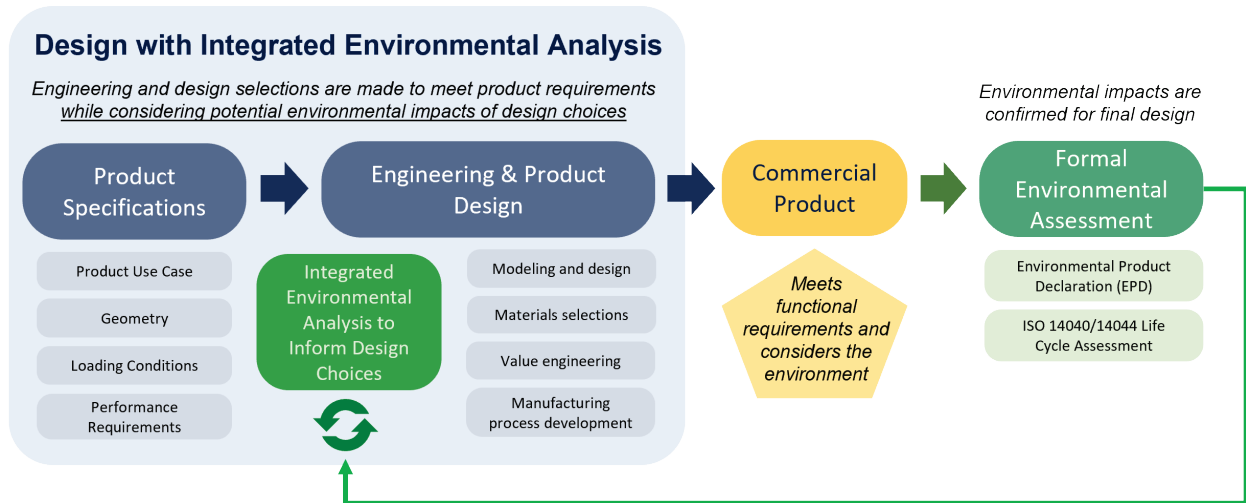 Design with Integrated Environmental Analysis
Engineering and design selections are made to meet product requirements
while considering potential environmental impacts of design choices
Product
Specifications
Engineering & Product
Design
Product Use Case
Geometry
Loading Conditions
Performance
Requirements
Integrated
Environmental
Analysis to
Inform Design
Choices
Modeling and design
Materials selections
Value engineering
Manufacturing
process development
Commercial
Product
Meets
functional
requirements and
considers the
environment
Environmental impacts are
confirmed for final design
Formal
Environmental
Assessment
Environmental Product
Declaration (EPD)
ISO 14040/14044 Life
Cycle Assessment